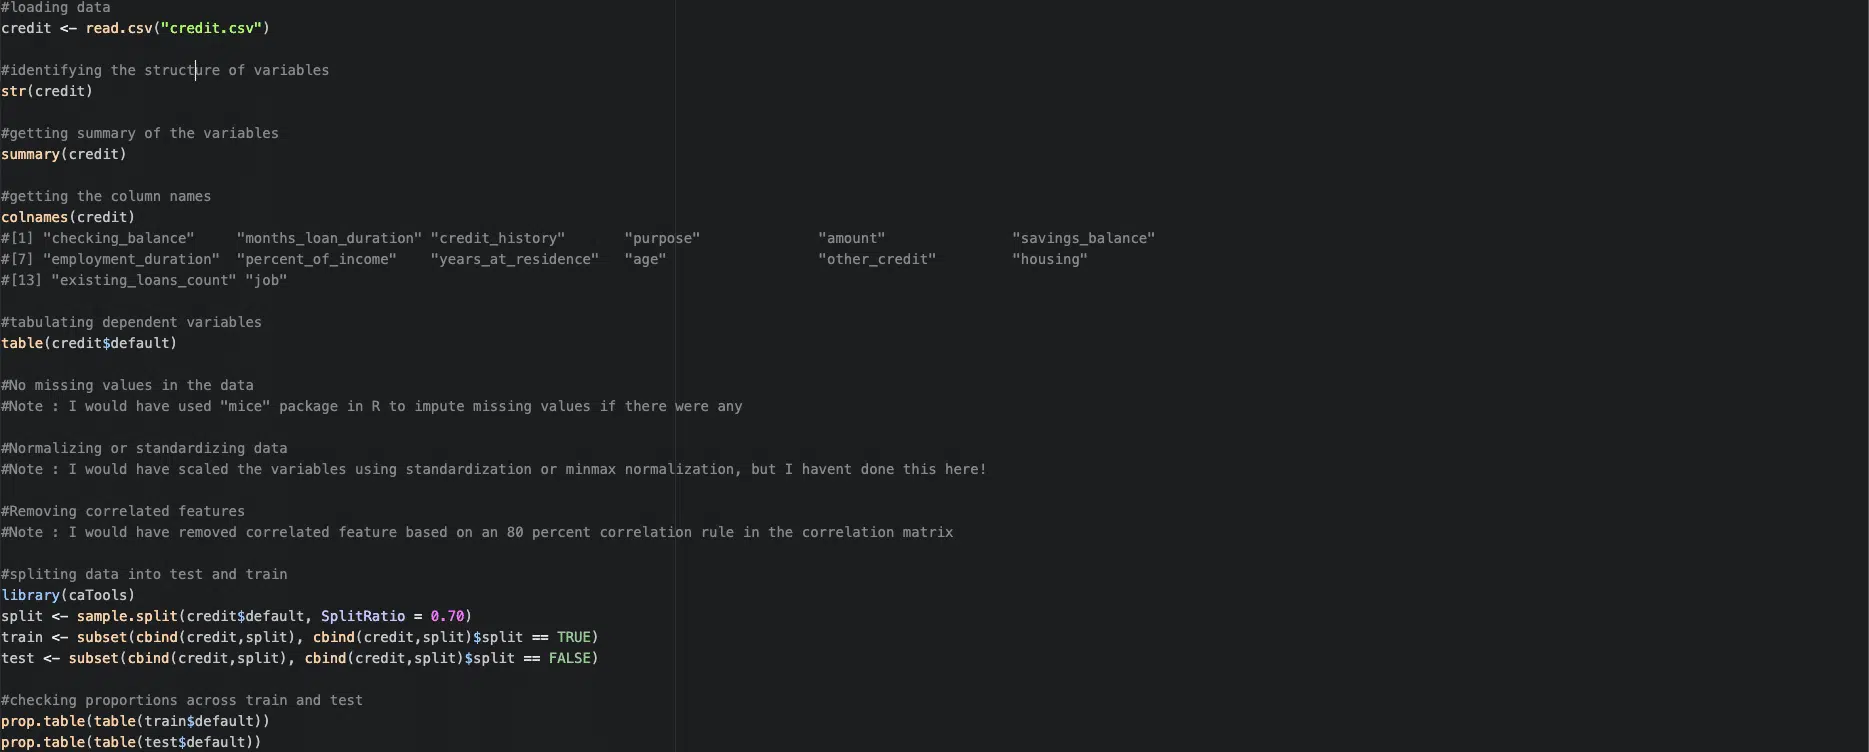 #loading data
credit <- read.csv("credit.csv")
#identifying the structure of variables
str(credit)
#getting summary of the variables
summary(credit)
#getting the column names
colnames(credit)
#[1] "checking_balance"     "months_loan_duration" "credit_history"       "purpose"              "amount"               "savings_balance"
#[7] "employment_duration"  "percent_of_income"    "years_at_residence"   "age"                  "other_credit"         "housing"
#[13] "existing_loans_count" "job"
#tabulating dependent variables
table(credit$default)
#No missing values in the data
#Note : I would have used "mice" package in R to impute missing values if there were any
#Normalizing or standardizing data
#Note : I would have scaled the variables using standardization or minmax normalization, but I havent done this here!
#Removing correlated features
#Note : I would have removed correlated feature based on an 80 percent correlation rule in the correlation matrix
#spliting data into test and train
library(caTools)
split <- sample.split(credit$default, SplitRatio = 0.70)
train <- subset(cbind(credit,split), cbind(credit,split)$split == TRUE)
test <- subset(cbind(credit,split), cbind(credit,split)$split == FALSE)
#checking proportions across train and test
prop.table(table(train$default))
prop.table(table(test$default))